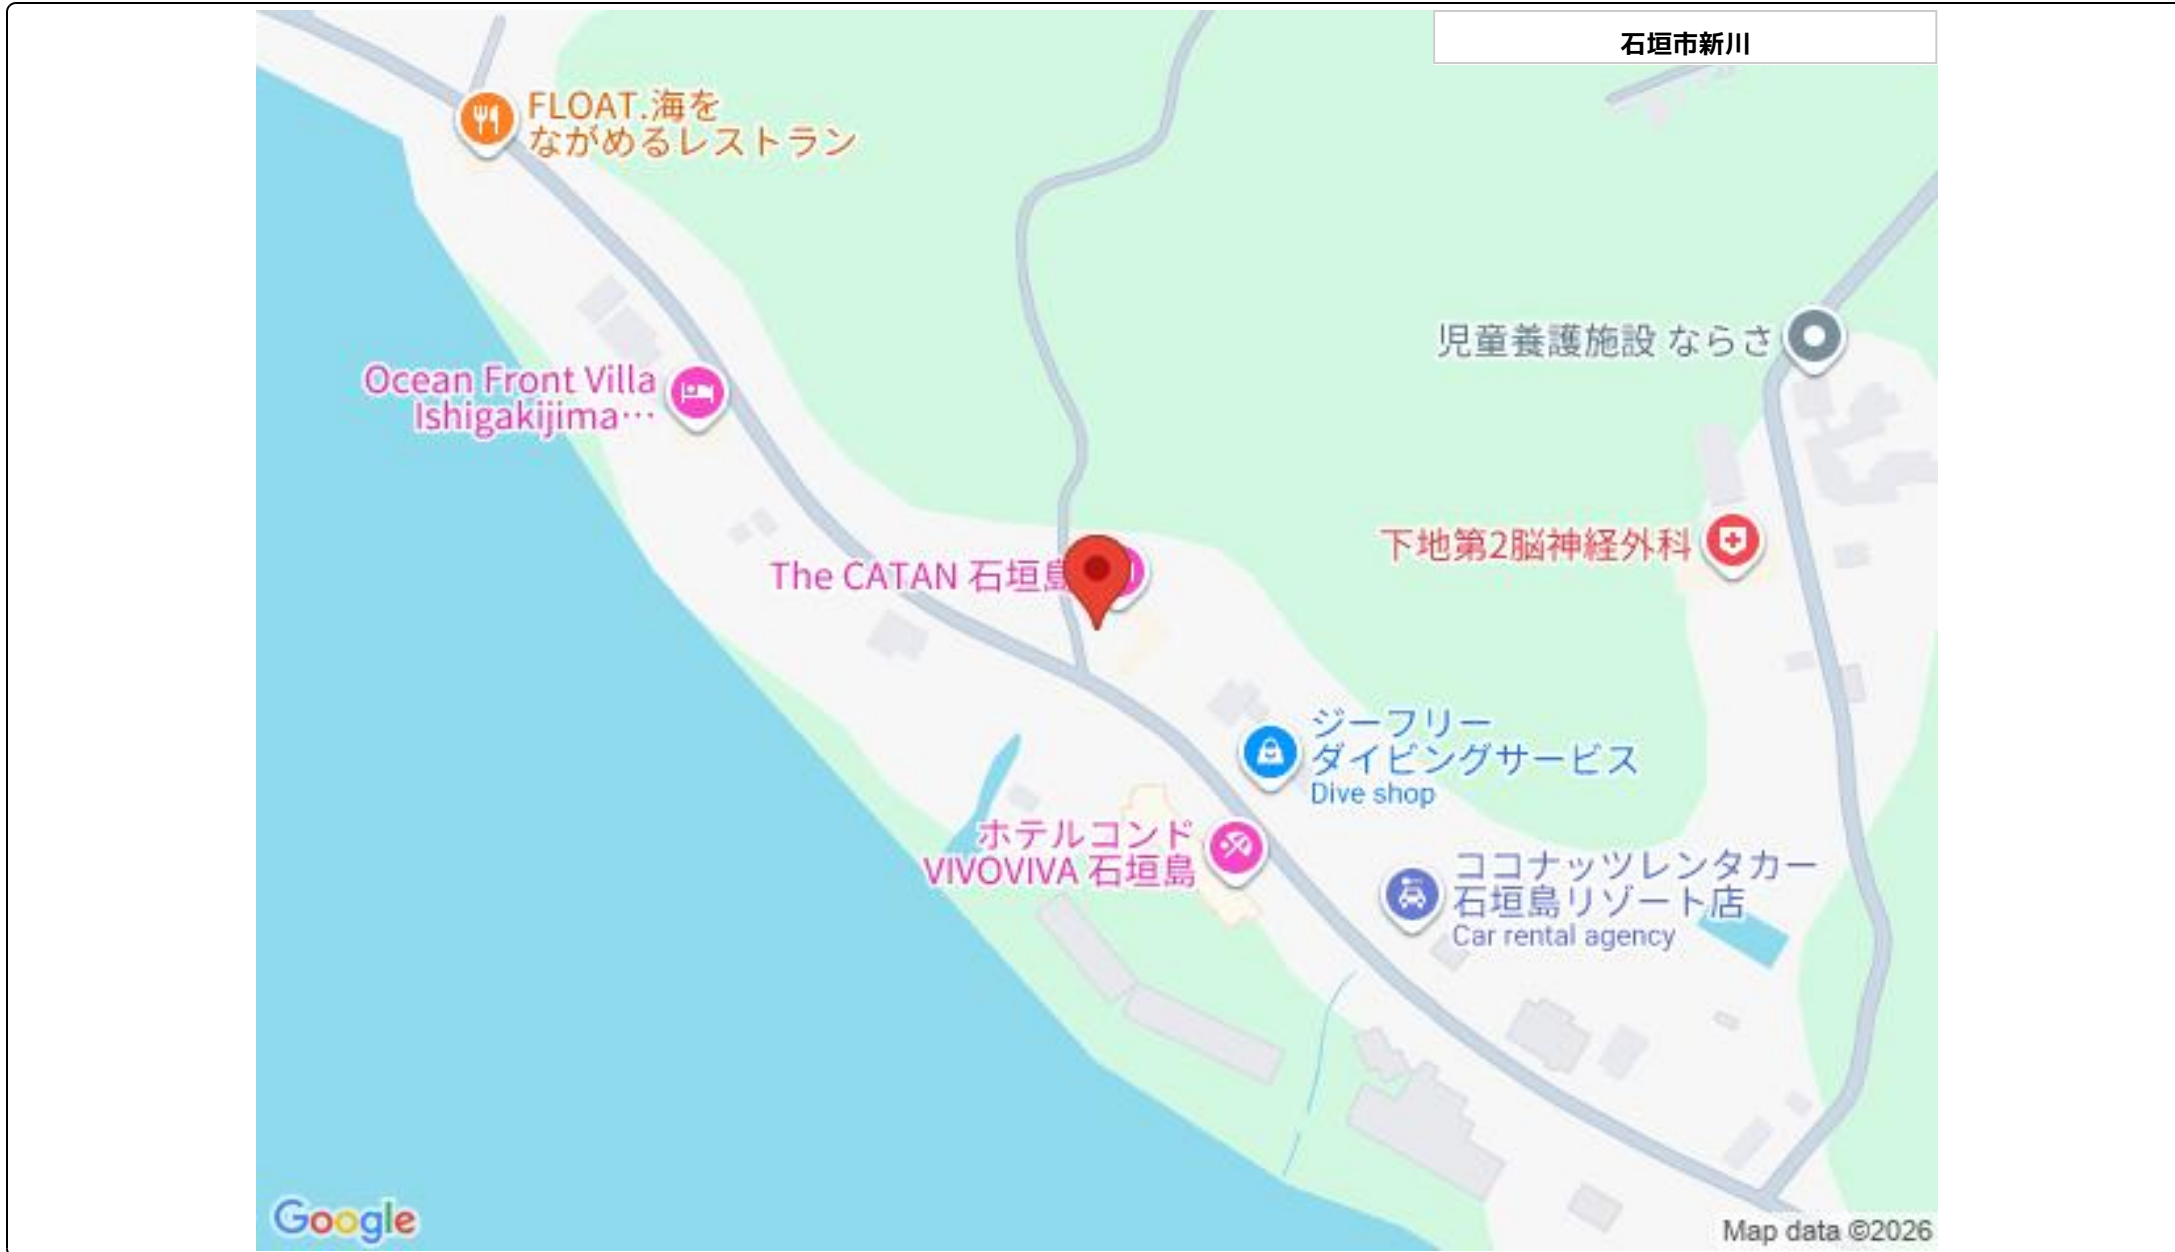 石垣市新川
FLOAT.海を
ながめるレストラン
児童養護施設 ならさ
Ocean Front Villa
Ishigakijima…
下地第2脳神経外科
The CATAN 石垣島
ジーフリー
ダイビングサービス
Dive shop
ホテルコンド
VIVOVIVA 石垣島
ココナッツレンタカー
石垣島リゾート店
Car rental agency
Google
Map data ©2026